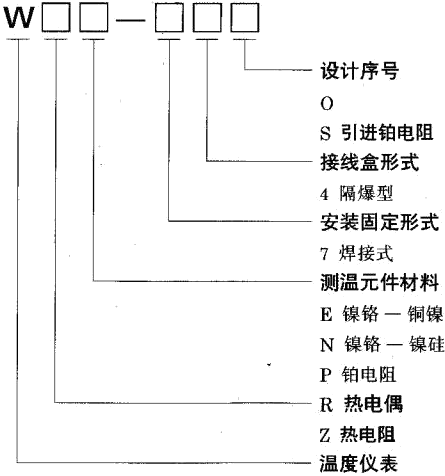 W□□—□□□
设计序号
O
S 引进铂电阻
接线盒形式
4 隔爆型
安装固定形式
7 焊接式
测温元件材料
E 镍铬—铜镍
N 镍铬—镍硅
P 铂电阻
R 热电偶
Z 热电阻
温度仪表